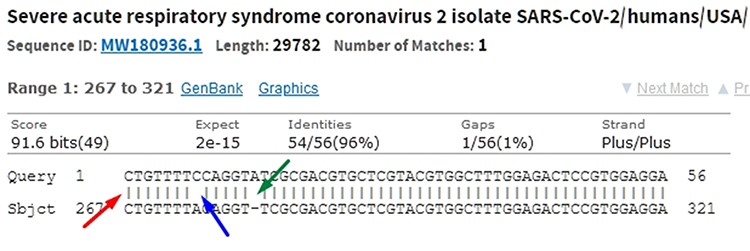 Severe acute respiratory syndrome coronavirus 2 isolate SARS-CoV-2/humans/USA/
Sequence ID: MW180936.1 Length: 29782 Number of Matches: 1
Range 1: 267 to 321 GenBank Graphics ▼ Next Match ▲ Pr
Score Expect Identities Gaps Strand
91.6 bits(49) 2e-15 54/56(96%) 1/56(1%) Plus/Plus
Query 1 CTGTTTTCCAGGTATCGCGACGTGCTCGTACGTGGCTTTGGAGACTCCGTGGAGGA 56
Sbjct 267 CTGTTTTACAGGT-TCGCGACGTGCTCGTACGTGGCTTTGGAGACTCCGTGGAGGA 321